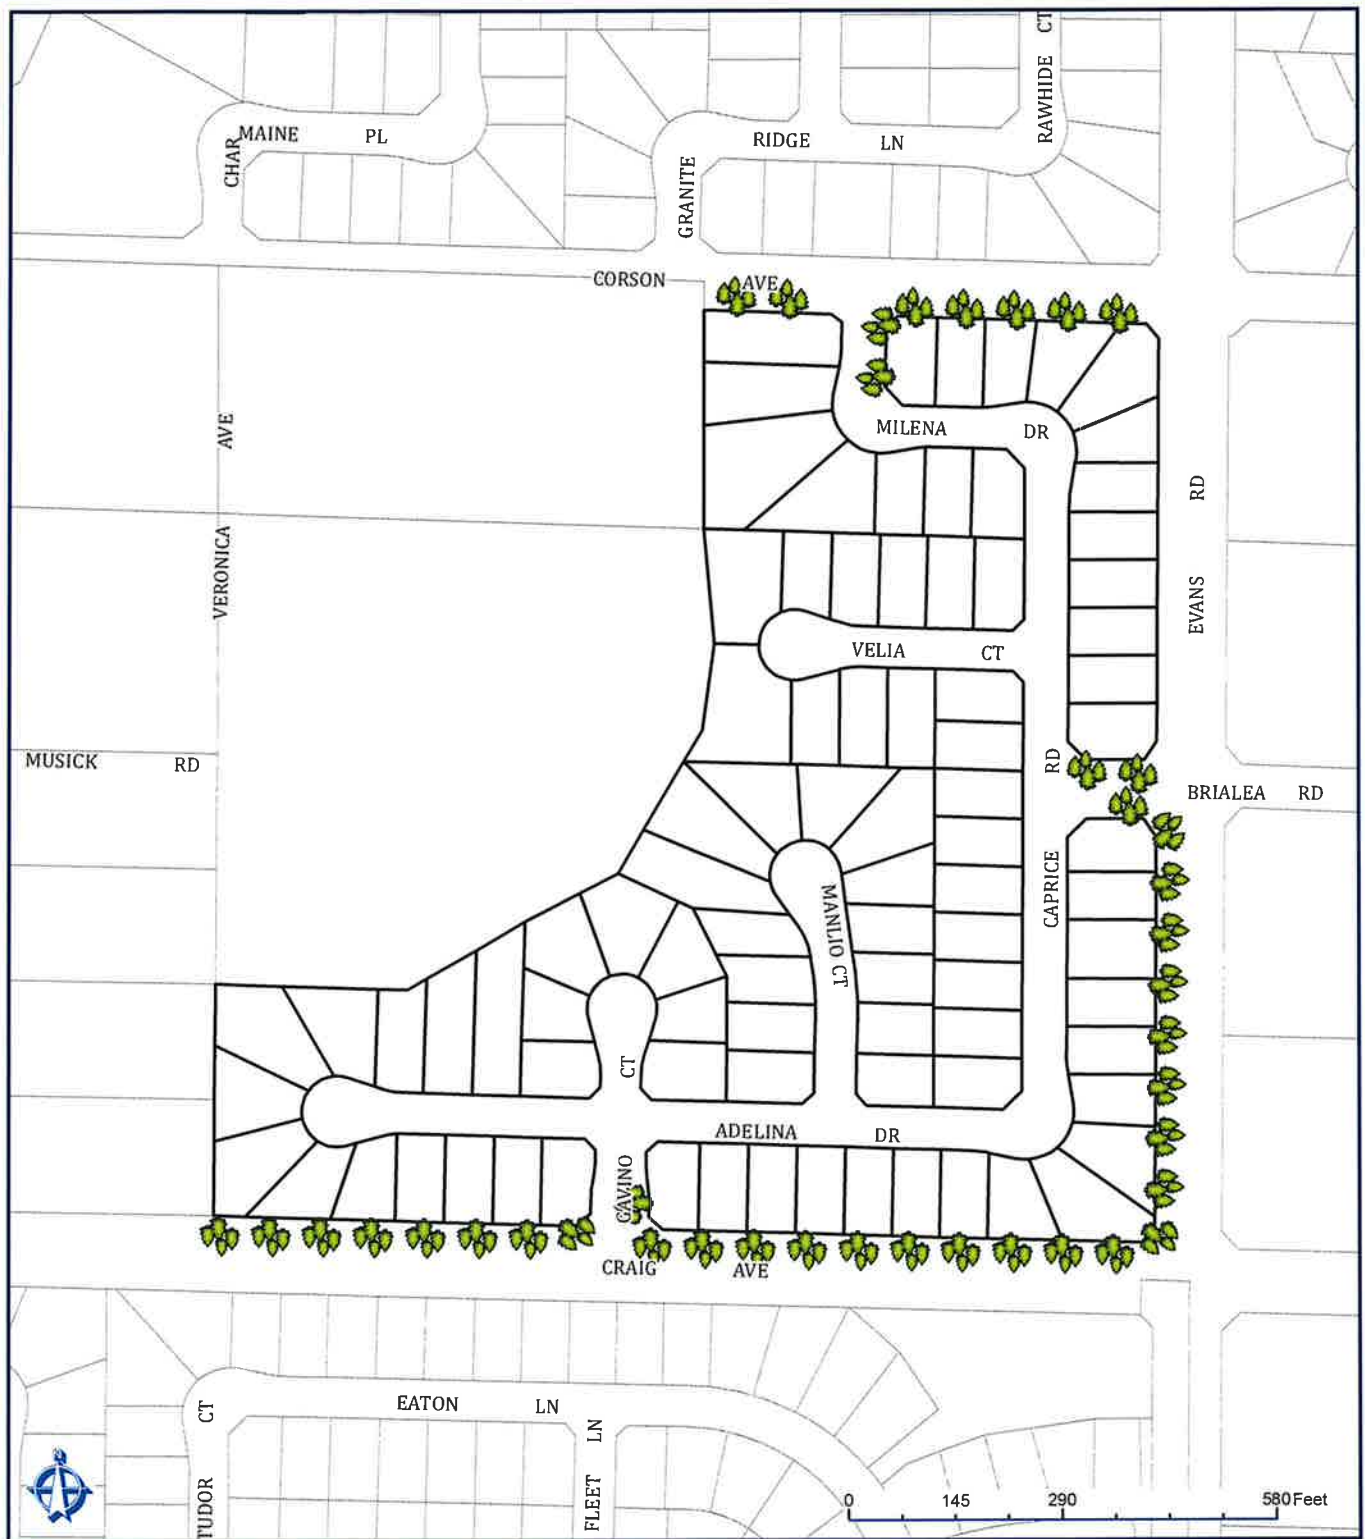 RAWHIDE CT
MAINE PL
CHAR
RIDGE LN
GRANITE
CORSON AVE
MILENA DR
VERONICA AVE
EVANS RD
VELIA CT
MUSICK RD
BRIALEA RD
CAPRICE RD
MANLIO CT
GAVINO CT
ADELINA DR
CRAIG AVE
EATON LN
TUDOR CT
FLEET LN
0 145 290 580 Feet